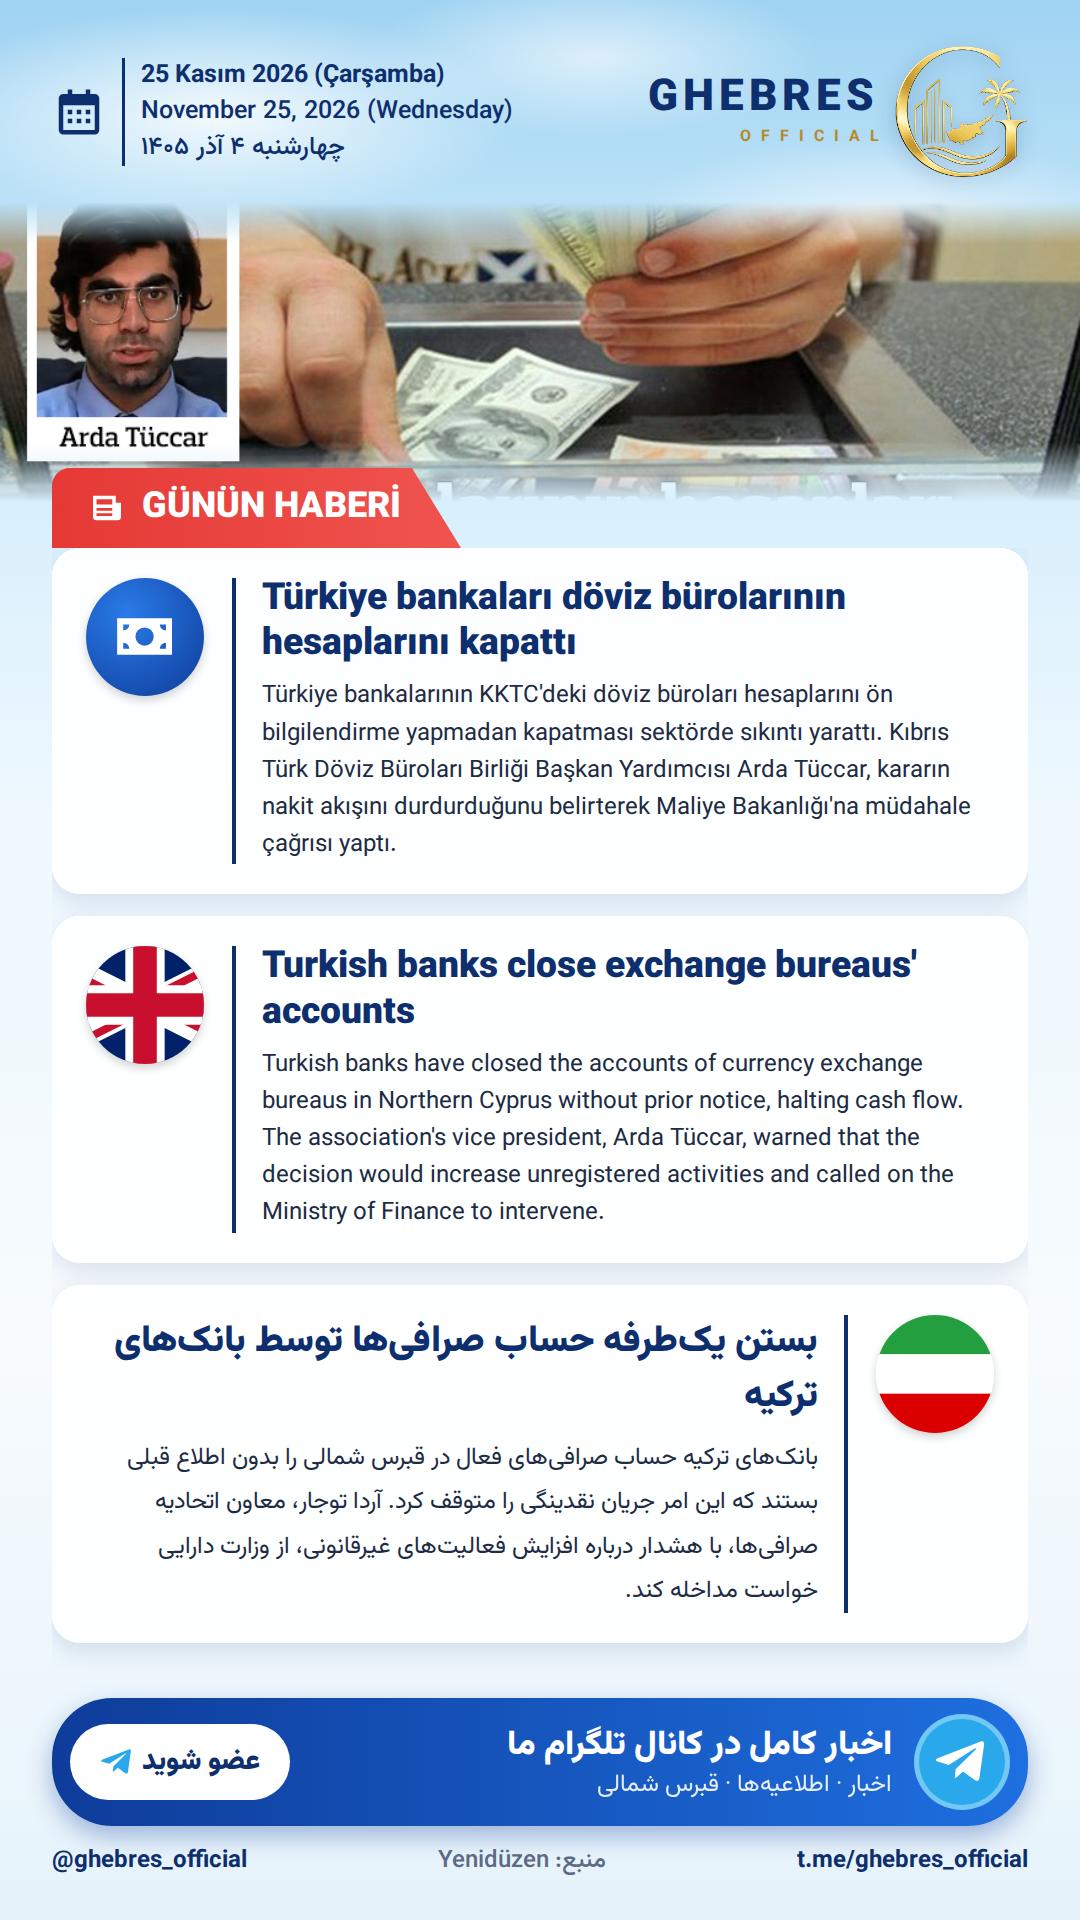 25 Kasım 2026 (Çarşamba)
November 25, 2026 (Wednesday)
چهارشنبه ۴ آذر ۱۴۰۵
GHEBRES
OFFICIAL
BLACK
Arda Tüccar
GÜNÜN HABERİ
Türkiye bankaları döviz bürolarının
hesaplarını kapattı
Türkiye bankalarının KKTC'deki döviz büroları hesaplarını ön
bilgilendirme yapmadan kapatması sektörde sıkıntı yarattı. Kıbrıs
Türk Döviz Büroları Birliği Başkan Yardımcısı Arda Tüccar, kararın
nakit akışını durdurduğunu belirterek Maliye Bakanlığı'na müdahale
çağrısı yaptı.
Turkish banks close exchange bureaus'
accounts
Turkish banks have closed the accounts of currency exchange
bureaus in Northern Cyprus without prior notice, halting cash flow.
The association's vice president, Arda Tüccar, warned that the
decision would increase unregistered activities and called on the
Ministry of Finance to intervene.
بستن یک‌طرفه حساب صرافی‌ها توسط بانک‌های
ترکیه
بانک‌های ترکیه حساب صرافی‌های فعال در قبرس شمالی را بدون اطلاع قبلی
بستند که این امر جریان نقدینگی را متوقف کرد. آردا توجار، معاون اتحادیه
صرافی‌ها، با هشدار درباره افزایش فعالیت‌های غیرقانونی، از وزارت دارایی
خواست مداخله کند.
اخبار کامل در کانال تلگرام ما
اخبار · اطلاعیه‌ها · قبرس شمالی
عضو شوید
@ghebres_official
منبع: Yenidüzen
t.me/ghebres_official